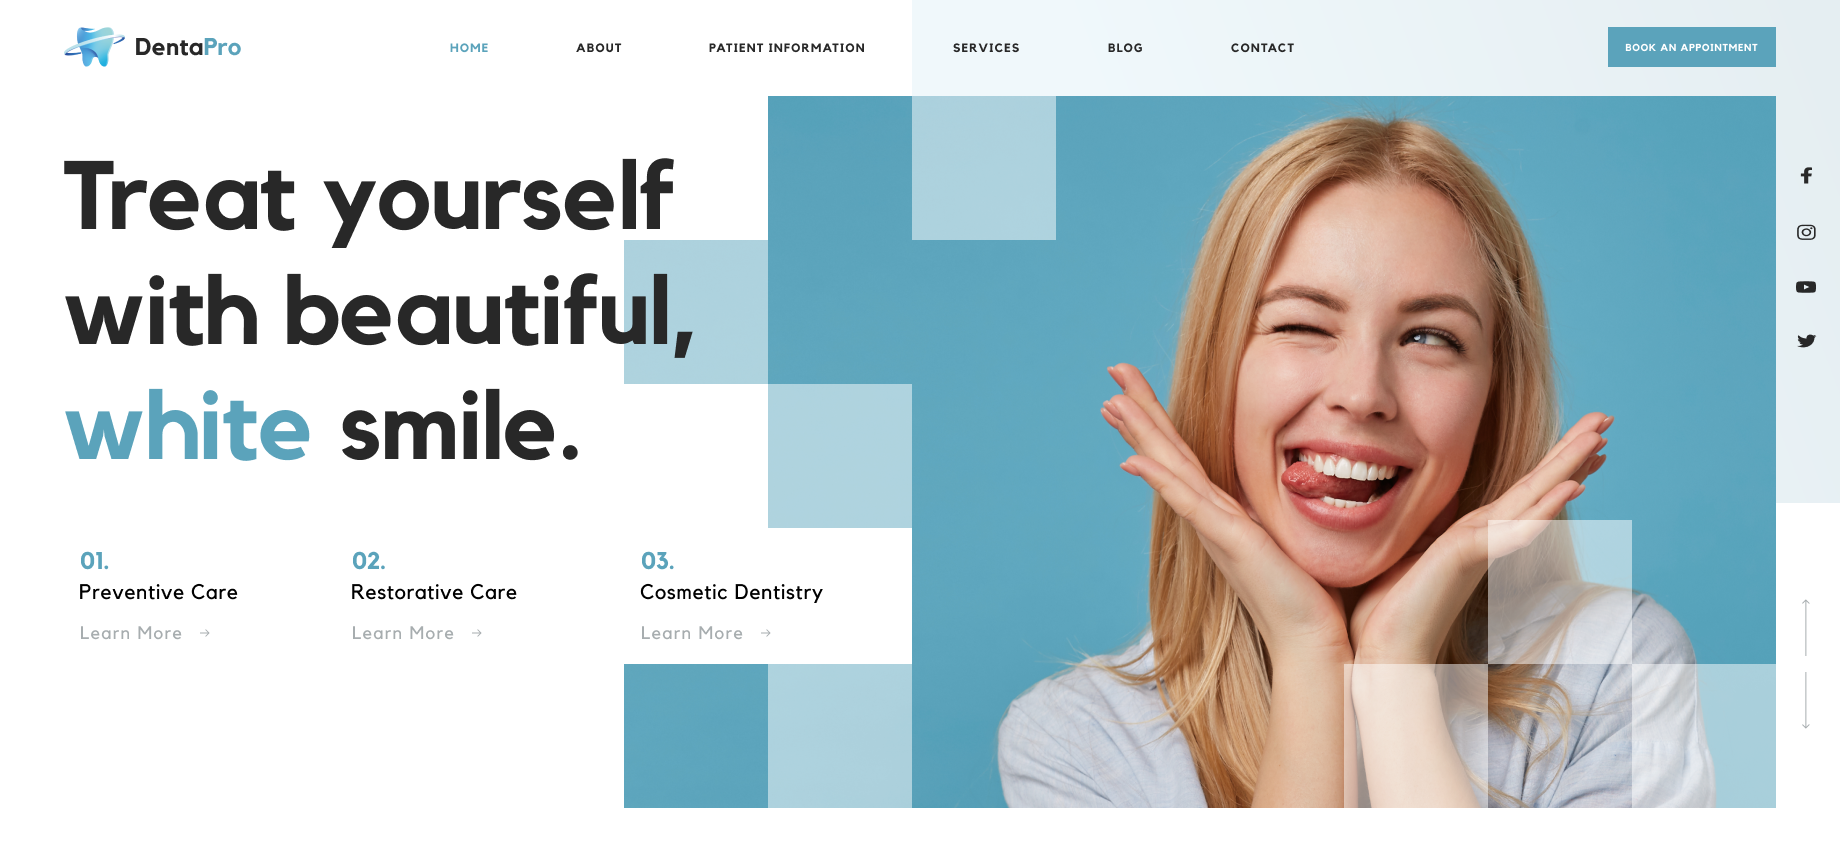 DentaPro
HOME
ABOUT
PATIENT INFORMATION
SERVICES
BLOG
CONTACT
BOOK AN APPOINTMENT
Treat yourself
with beautiful,
white smile.
01.
Preventive Care
Learn More →
02.
Restorative Care
Learn More →
03.
Cosmetic Dentistry
Learn More →